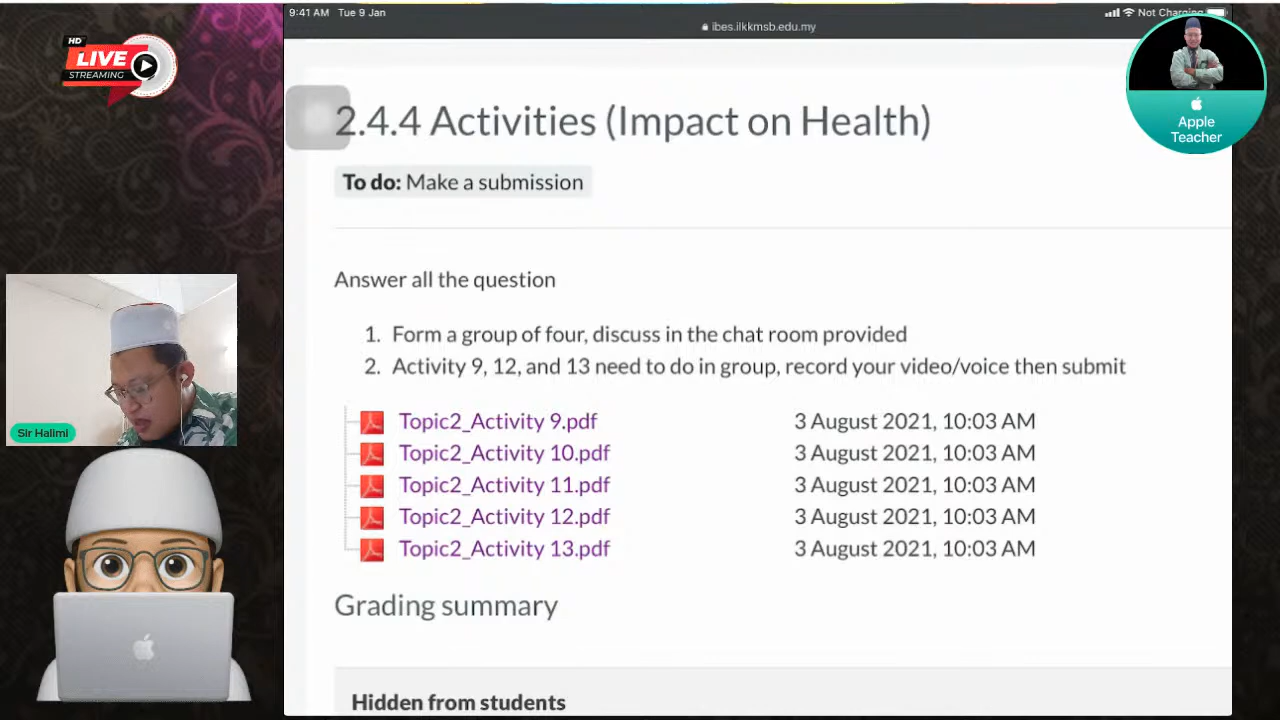 9:41 AM Tue 9 Jan
Not Charging
ibes.ilkkmsb.edu.my
HD
LIVE
STREAMING
Apple
Teacher
2.4.4 Activities (Impact on Health)
To do: Make a submission
Answer all the question
1. Form a group of four, discuss in the chat room provided
2. Activity 9, 12, and 13 need to do in group, record your video/voice then submit
Topic2_Activity 9.pdf 3 August 2021, 10:03 AM
Topic2_Activity 10.pdf 3 August 2021, 10:03 AM
Topic2_Activity 11.pdf 3 August 2021, 10:03 AM
Topic2_Activity 12.pdf 3 August 2021, 10:03 AM
Topic2_Activity 13.pdf 3 August 2021, 10:03 AM
Sir Halimi
Grading summary
Hidden from students